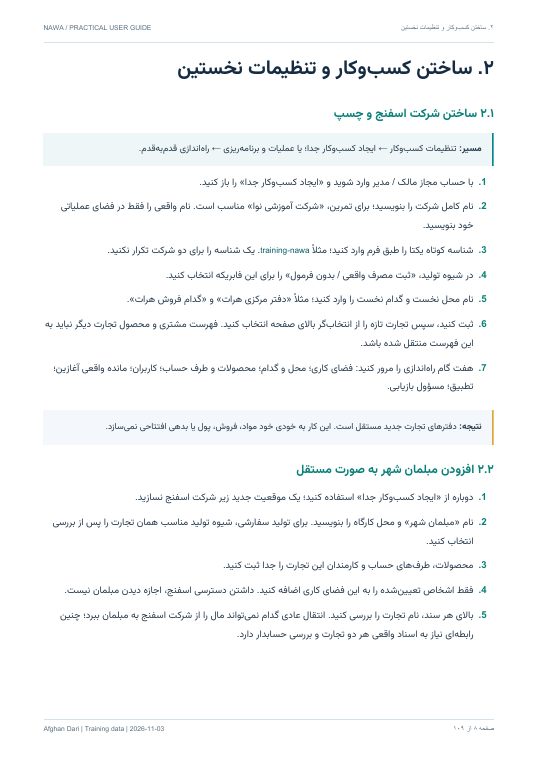 NAWA / PRACTICAL USER GUIDE
۲. ساختن کسب‌وکار و تنظیمات نخستین
۲. ساختن کسب‌وکار و تنظیمات نخستین
۲.۱ ساختن شرکت اسفنج و چسپ
مسیر: تنظیمات کسب‌وکار ← ایجاد کسب‌وکار جدا؛ یا عملیات و برنامه‌ریزی ← راه‌اندازی قدم‌به‌قدم.
1. با حساب مجاز مالک / مدیر وارد شوید و «ایجاد کسب‌وکار جدا» را باز کنید.
2. نام کامل شرکت را بنویسید؛ برای تمرین، «شرکت آموزشی نوا» مناسب است. نام واقعی را فقط در فضای عملیاتی
خود بنویسید.
3. شناسه کوتاه یکتا را طبق فرم وارد کنید؛ مثلاً training-nawa. یک شناسه را برای دو شرکت تکرار نکنید.
4. در شیوه تولید، «ثبت مصرف واقعی / بدون فرمول» را برای این فابریکه انتخاب کنید.
5. نام محل نخست و گدام نخست را وارد کنید؛ مثلاً «دفتر مرکزی هرات» و «گدام فروش هرات».
6. ثبت کنید، سپس تجارت تازه را از انتخاب‌گر بالای صفحه انتخاب کنید. فهرست مشتری و محصول تجارت دیگر نباید به
این فهرست منتقل شده باشد.
7. هفت گام راه‌اندازی را مرور کنید: فضای کاری؛ محل و گدام؛ محصولات و طرف حساب؛ کاربران؛ مانده واقعی آغازین؛
تطبیق؛ مسؤول بازیابی.
نتیجه: دفترهای تجارت جدید مستقل است. این کار به خودی خود مواد، فروش، پول یا بدهی افتتاحی نمی‌سازد.
۲.۲ افزودن مبلمان شهر به صورت مستقل
1. دوباره از «ایجاد کسب‌وکار جدا» استفاده کنید؛ یک موقعیت جدید زیر شرکت اسفنج نسازید.
2. نام «مبلمان شهر» و محل کارگاه را بنویسید. برای تولید سفارشی، شیوه تولید مناسب همان تجارت را پس از بررسی
انتخاب کنید.
3. محصولات، طرف‌های حساب و کارمندان این تجارت را جدا ثبت کنید.
4. فقط اشخاص تعیین‌شده را به این فضای کاری اضافه کنید. داشتن دسترسی اسفنج، اجازه دیدن مبلمان نیست.
5. بالای هر سند، نام تجارت را بررسی کنید. انتقال عادی گدام نمی‌تواند مال را از شرکت اسفنج به مبلمان ببرد؛ چنین
رابطه‌ای نیاز به اسناد واقعی هر دو تجارت و بررسی حسابدار دارد.
Afghan Dari | Training data | 2026-11-03
صفحه ۸ از ۱۰۹